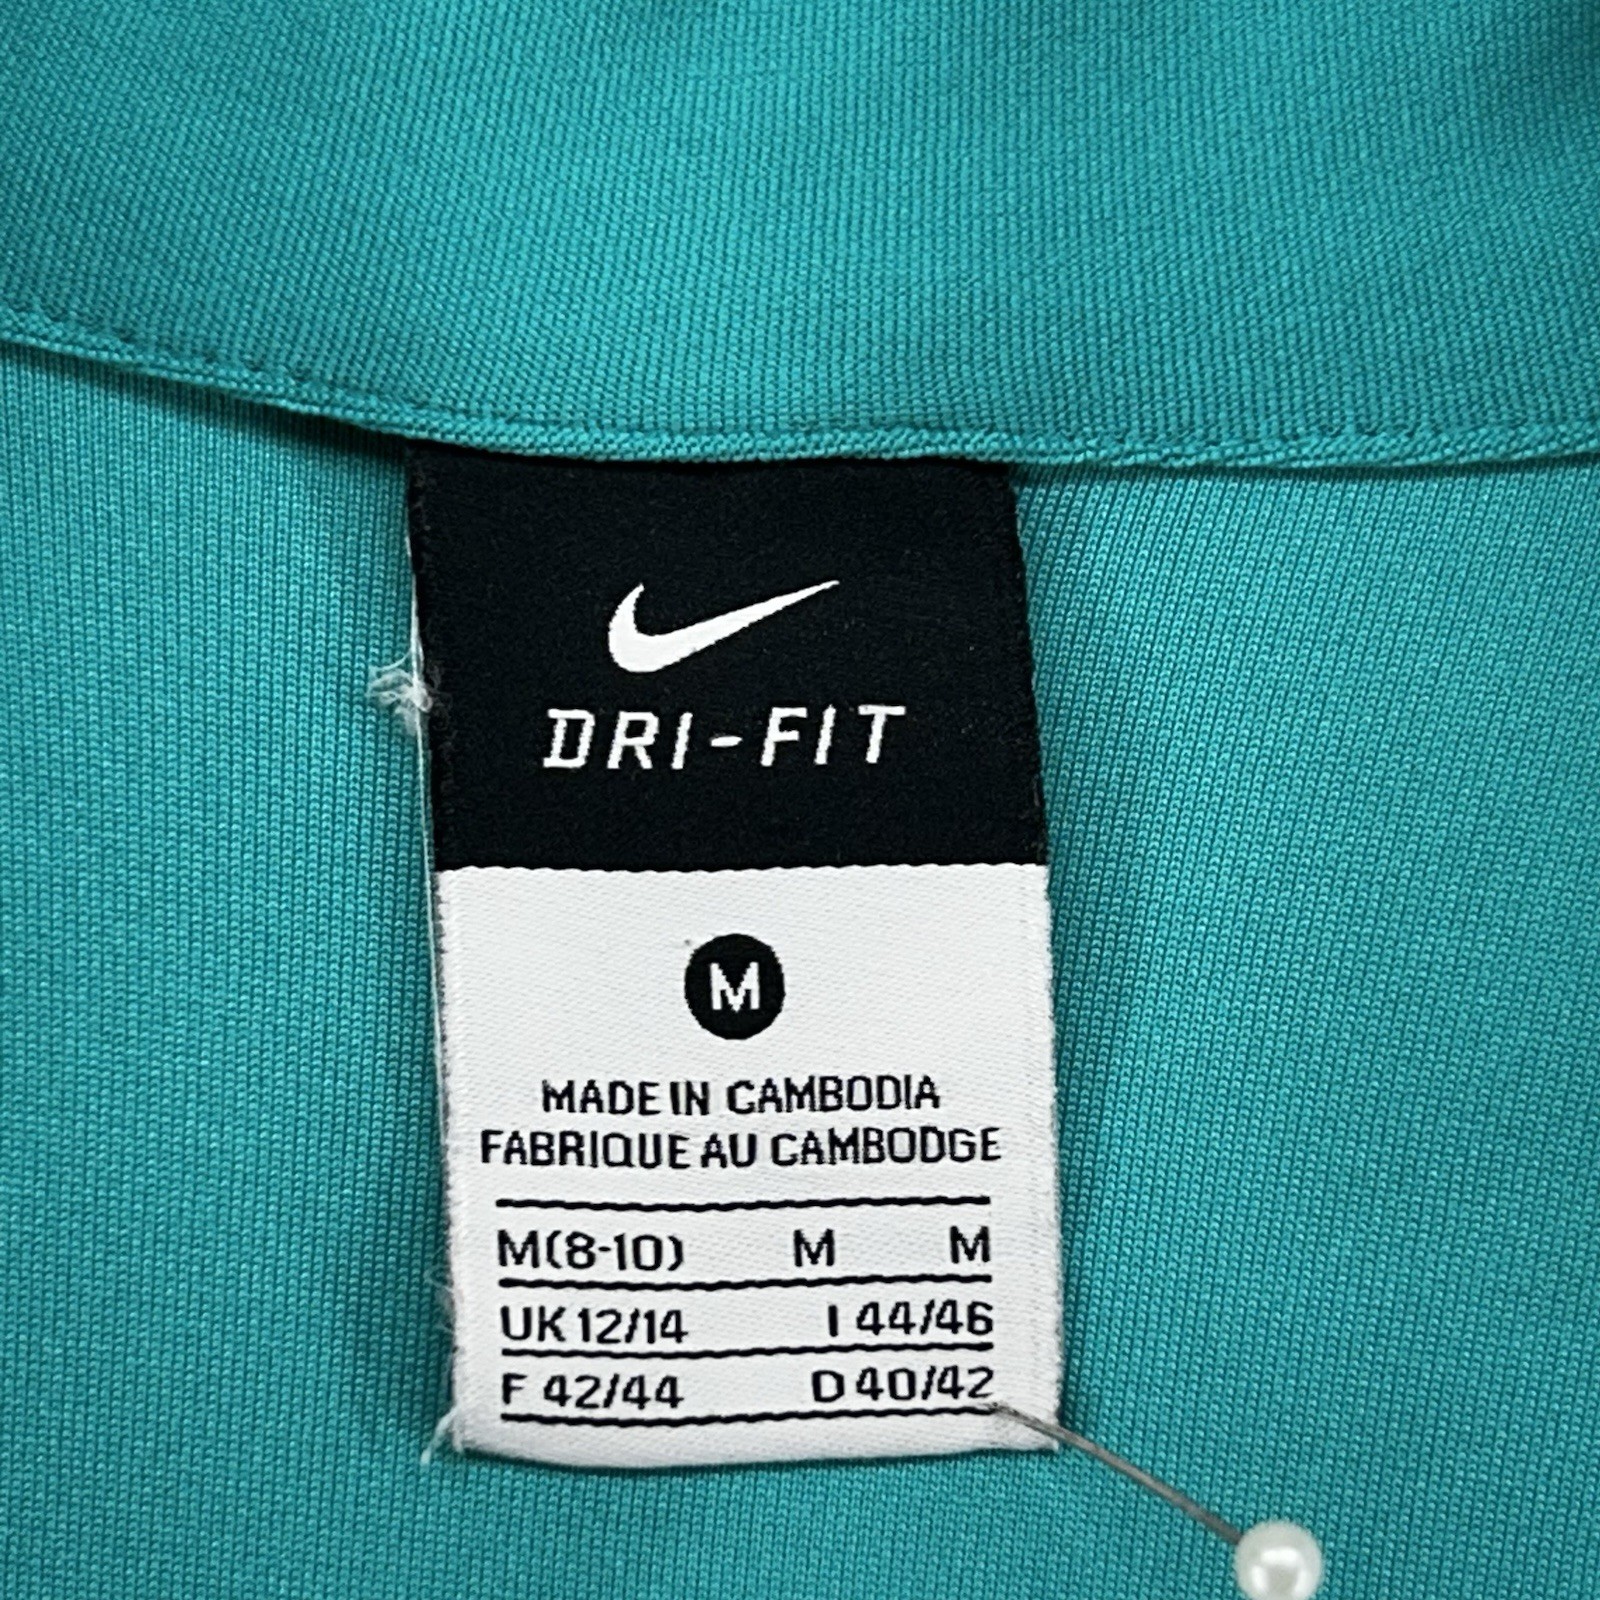 DRI-FIT
M
MADE IN CAMBODIA
FABRIQUE AU CAMBODGE
M(8-10) M M
UK 12/14 I 44/46
F 42/44 D 40/42